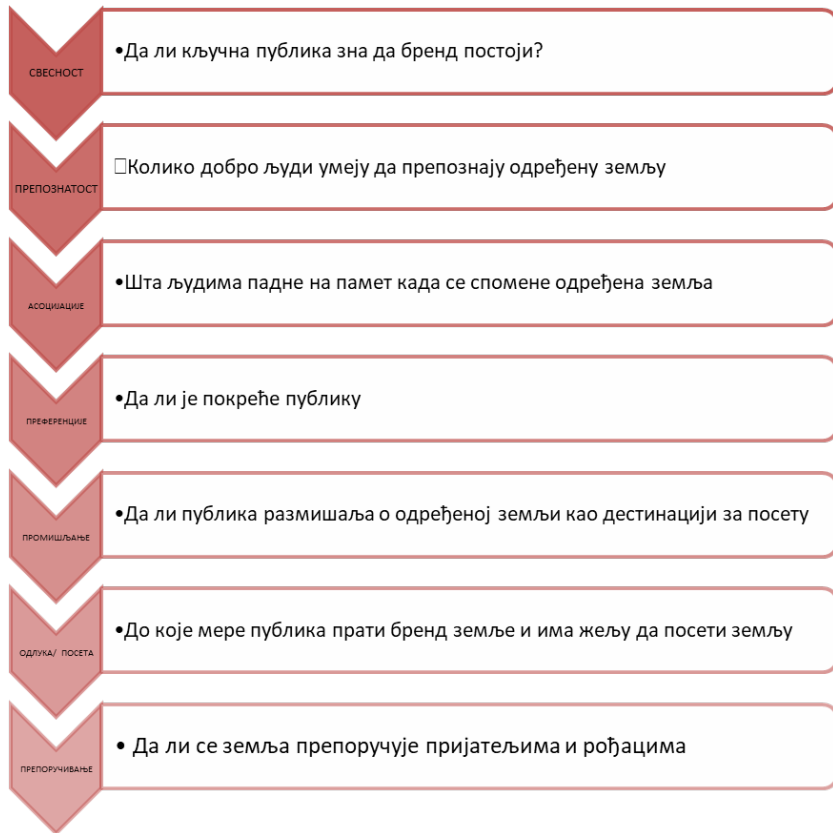 СВЕСНОСТ
•Да ли кључна публика зна да бренд постоји?
ПРЕПОЗНАТОСТ
□Колико добро људи умеју да препознају одређену земљу
АСОЦИЈАЦИЈЕ
•Шта људима падне на памет када се спомене одређена земља
ПРЕФЕРЕНЦИЈЕ
•Да ли је покреће публику
ПРОМИШЉАЊЕ
•Да ли публика размишаља о одређеној земљи као дестинацији за посету
ОДЛУКА/ ПОСЕТА
•До које мере публика прати бренд земље и има жељу да посети земљу
ПРЕПОРУЧИВАЊЕ
• Да ли се земља препоручује пријатељима и рођацима